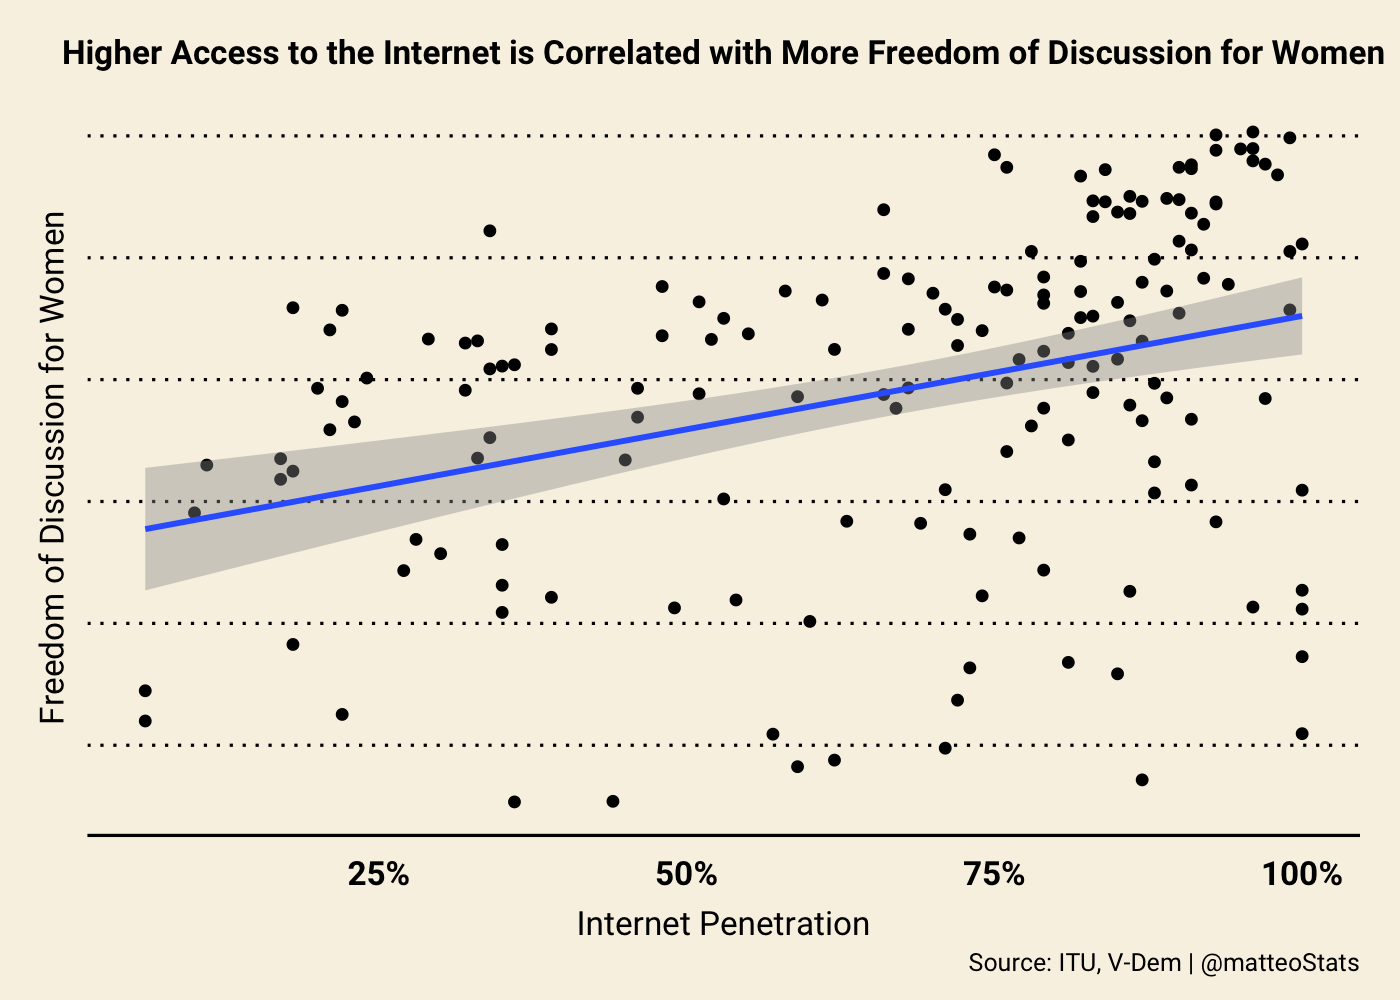 Higher Access to the Internet is Correlated with More Freedom of Discussion for Women
Freedom of Discussion for Women
25%
50%
75%
100%
Internet Penetration
Source: ITU, V-Dem | @matteoStats